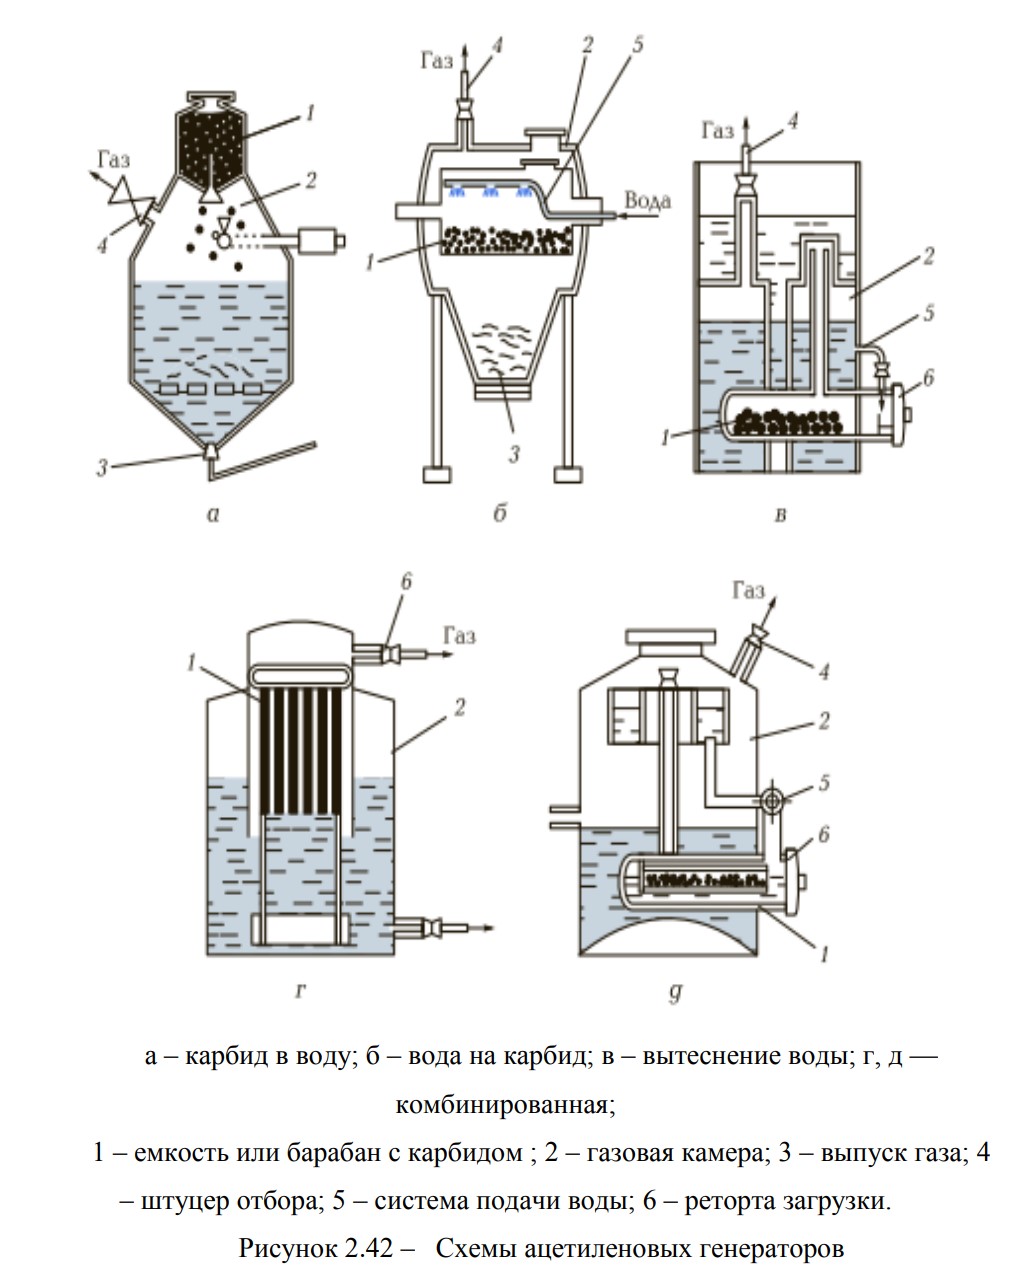 Газ
4
2
5
1
Газ
2
4
Вода
1
3
3
а
б
Газ
4
2
5
6
1
в
6
Газ
1
2
г
Газ
4
2
5
6
1
д
а – карбид в воду; б – вода на карбид; в – вытеснение воды; г, д —
комбинированная;
1 – емкость или барабан с карбидом ; 2 – газовая камера; 3 – выпуск газа; 4
– штуцер отбора; 5 – система подачи воды; 6 – реторта загрузки.
Рисунок 2.42 – Схемы ацетиленовых генераторов